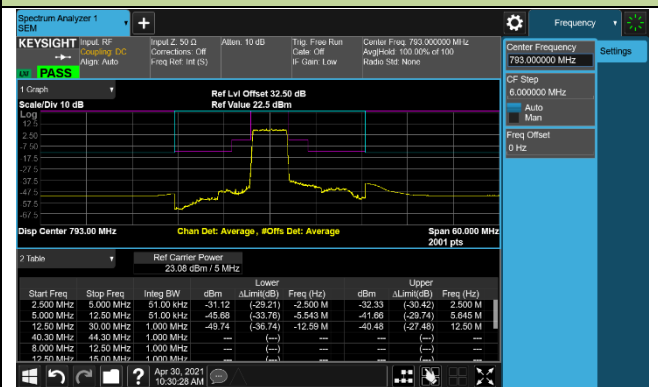 Spectrum Analyzer 1
SEM
Frequency
KEYSIGHT
Input: RF
Coupling: DC
Align: Auto
Input Z: 50 Ω
Corrections: Off
Freq Ref: Int (S)
Atten: 10 dB
Trig: Free Run
Gate: Off
IF Gain: Low
Center Freq: 793.000000 MHz
Avg|Hold: 100.00% of 100
Radio Std: None
PASS
Center Frequency
793.000000 MHz
Settings
CF Step
6.000000 MHz
Auto
Man
Freq Offset
0 Hz
1 Graph
Scale/Div 10 dB
Ref Lvl Offset 32.50 dB
Ref Value 22.5 dBm
Log
12.5
2.50
-7.50
-17.5
-27.5
-37.5
-47.5
-57.5
-67.5
Disp Center 793.00 MHz
Chan Det: Average, #Offs Det: Average
Span 60.000 MHz
2001 pts
2 Table
Ref Carrier Power
23.08 dBm / 5 MHz
Lower Upper
Start Freq Stop Freq Integ BW dBm ΔLimit(dB) Freq (Hz) dBm ΔLimit(dB) Freq (Hz)
2.500 MHz 5.000 MHz 51.00 kHz -31.12 (-29.21) -2.500 M -32.33 (-30.42) 2.500 M
5.000 MHz 12.50 MHz 51.00 kHz -45.68 (-33.76) -5.543 M -41.66 (-29.74) 5.645 M
12.50 MHz 30.00 MHz 1.000 MHz -49.74 (-36.74) -12.59 M -40.48 (-27.48) 12.50 M
40.30 MHz 44.30 MHz 1.000 MHz --- (---) --- (---)
8.000 MHz 12.50 MHz 1.000 MHz --- (---) --- (---)
12.50 MHz 15.00 MHz 1.000 MHz --- (---) --- (---)
Apr 30, 2021
10:30:28 AM